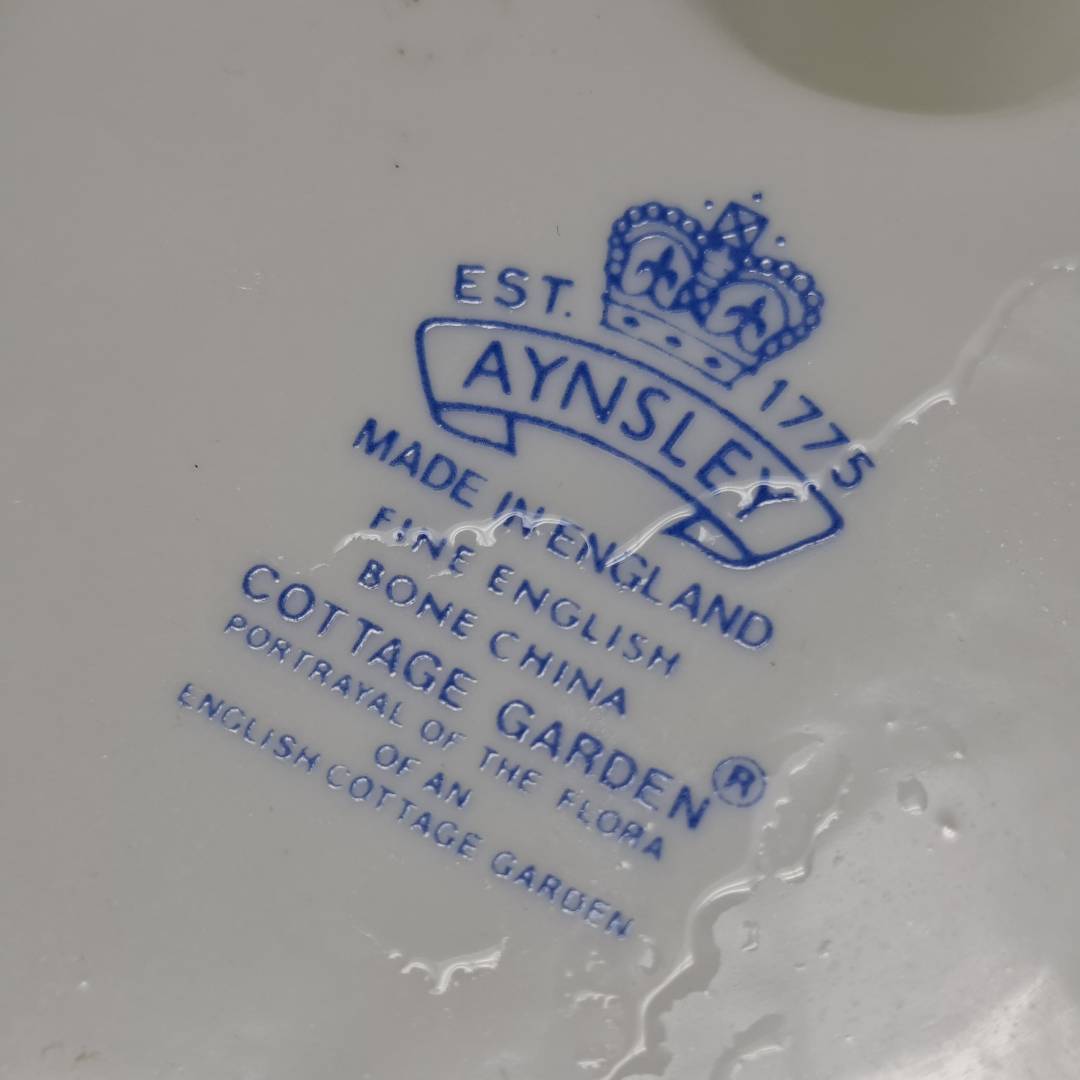 EST. 1775
AYNSLEY
MADE IN ENGLAND
FINE ENGLISH
BONE CHINA
COTTAGE GARDEN®
PORTRAYAL OF THE FLORA
OF AN
ENGLISH COTTAGE GARDEN